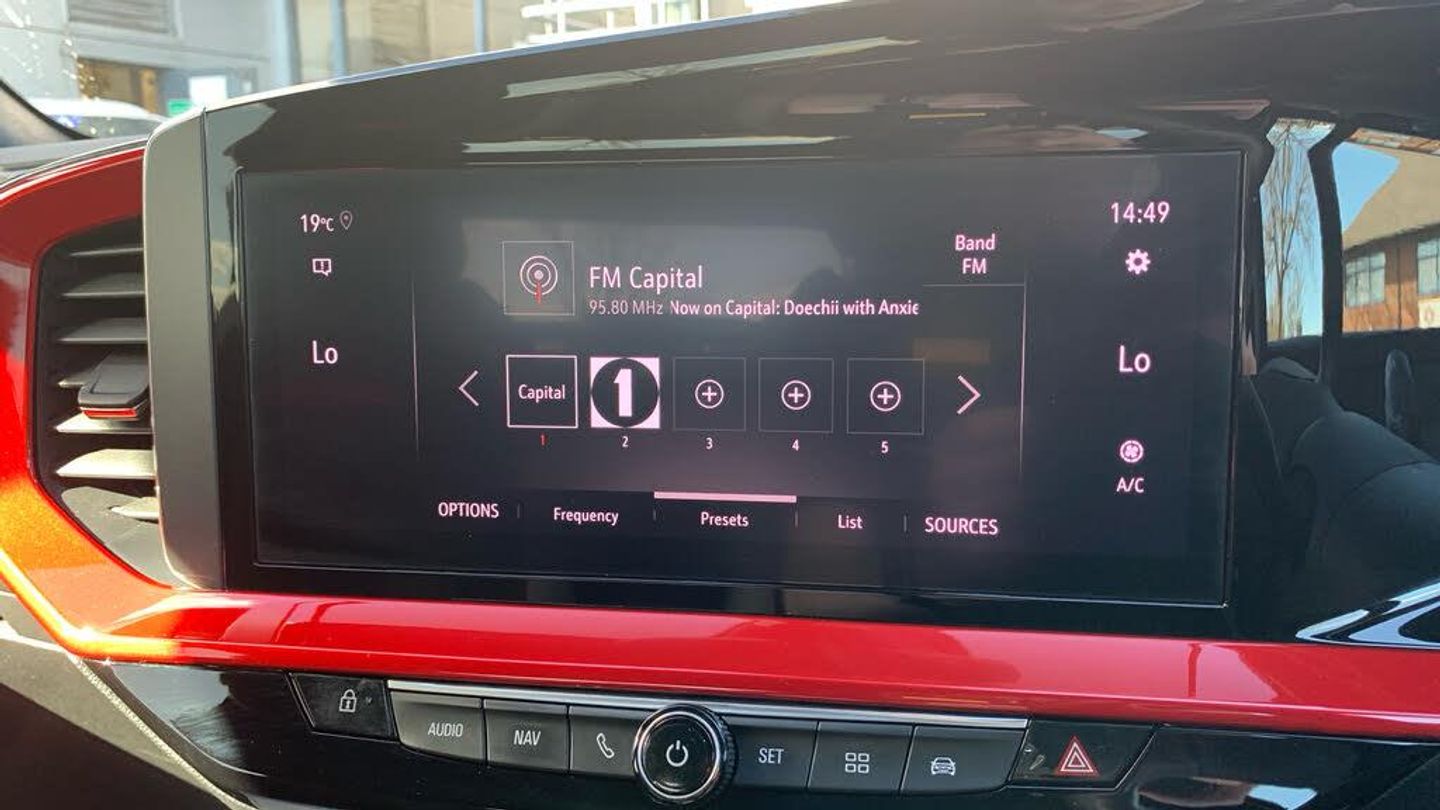 19°C
14:49
Band
FM
FM Capital
95.80 MHz Now on Capital: Doechii with Anxie
Lo
Lo
Capital
1
1
2
3
4
5
A/C
OPTIONS
Frequency
Presets
List
SOURCES
AUDIO
NAV
SET